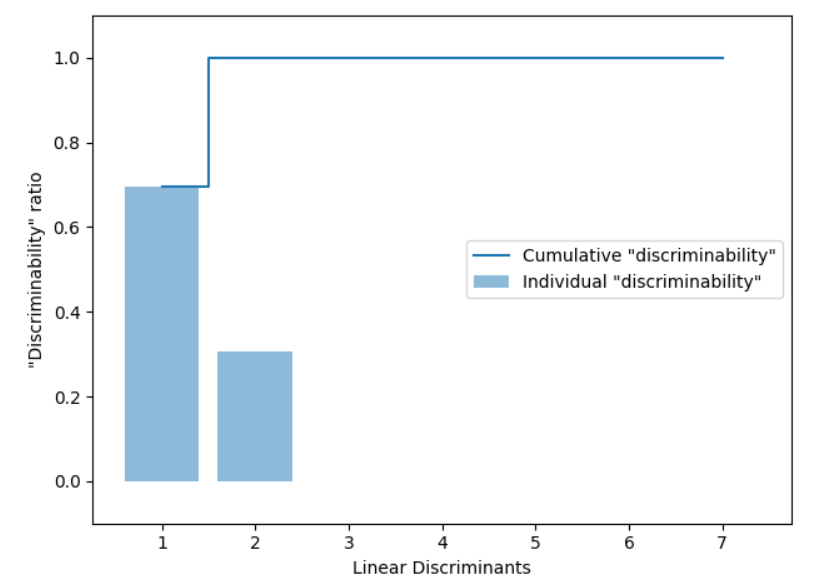 1.0
0.8
0.6
0.4
0.2
0.0
"Discriminability" ratio
Cumulative "discriminability"
Individual "discriminability"
1 2 3 4 5 6 7
Linear Discriminants